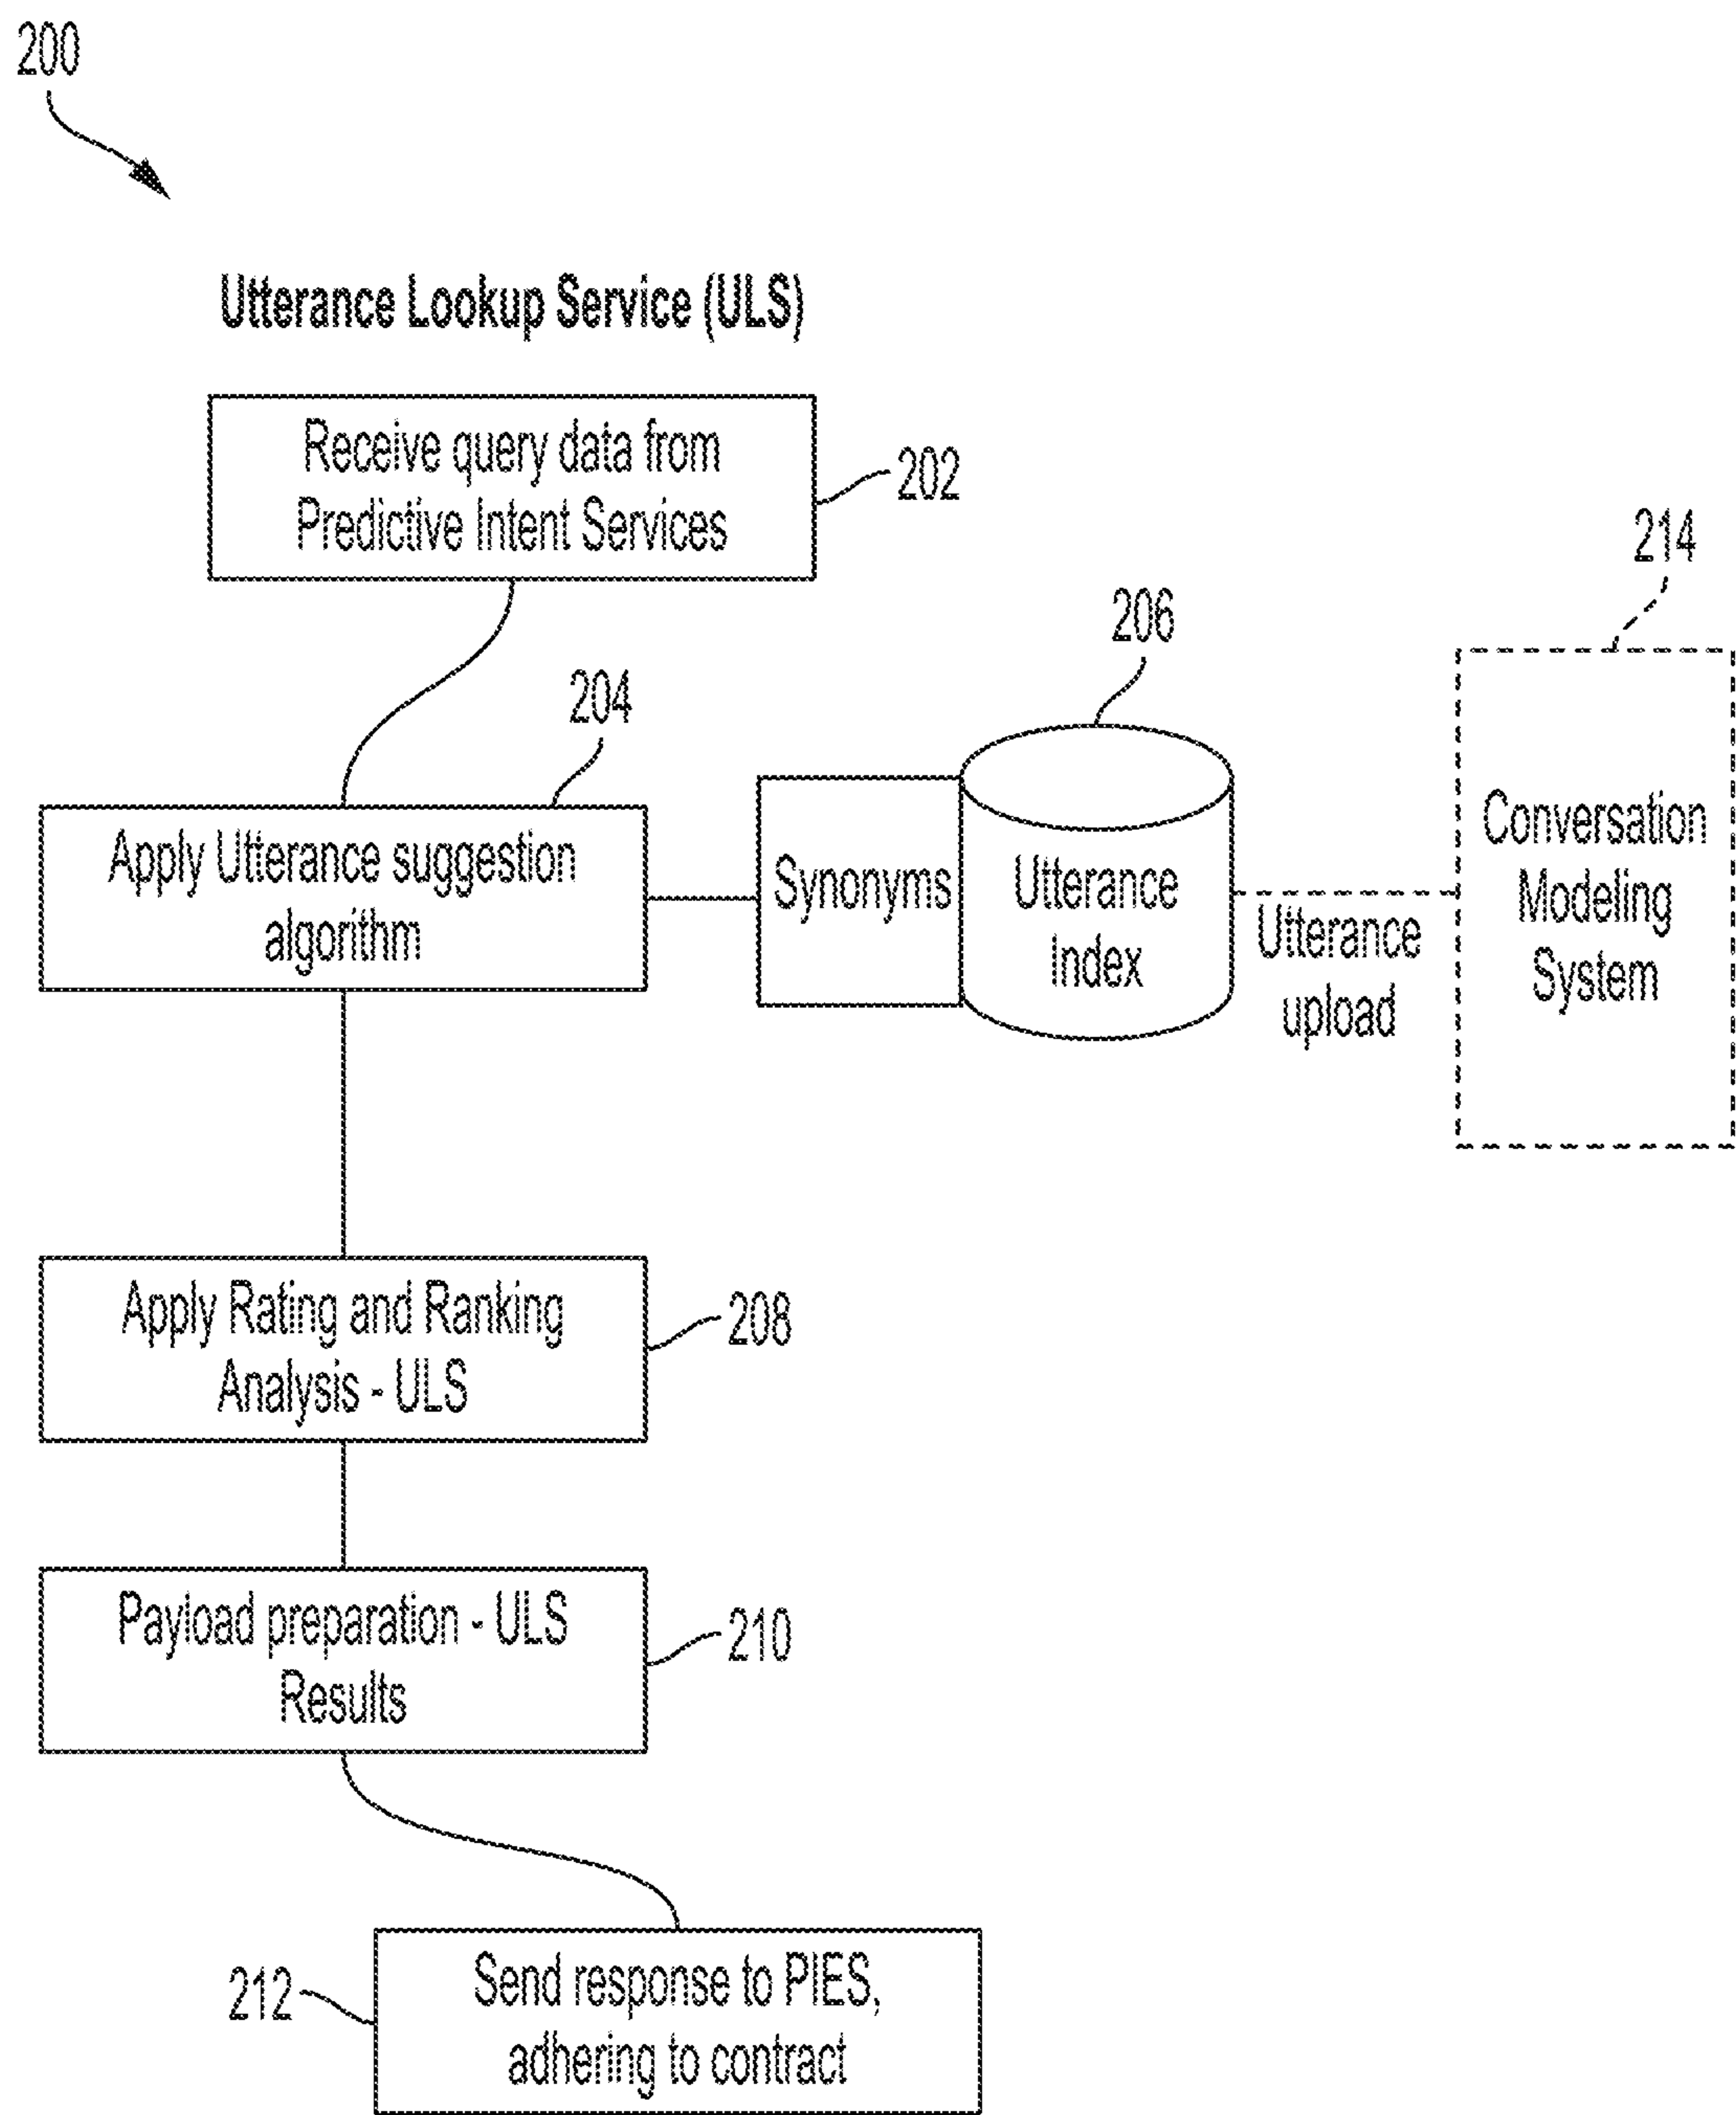 200
Utterance Lookup Service (ULS)
Receive query data from
Predictive Intent Services
202
204
Apply Utterance suggestion
algorithm
Synonyms
206
Utterance
Index
Utterance
upload
214
Conversation
Modeling
System
Apply Rating and Ranking
Analysis - ULS
208
Payload preparation - ULS
Results
210
212
Send response to PIES,
adhering to contract